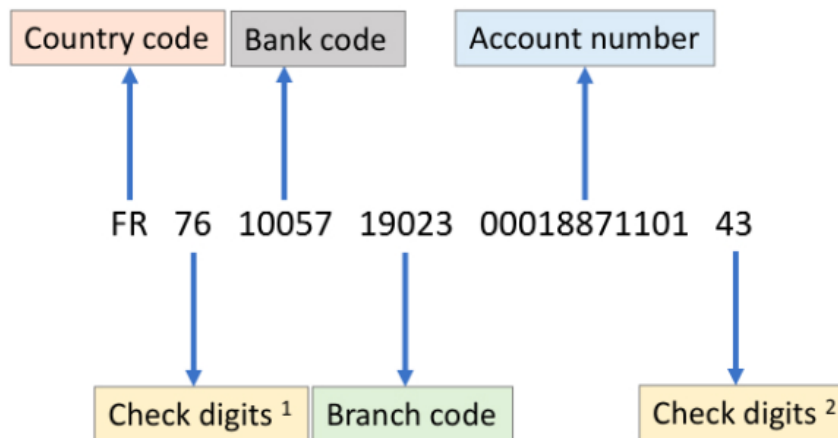 Country code Bank code Account number
FR 76 10057 19023 00018871101 43
Check digits ¹ Branch code Check digits ²